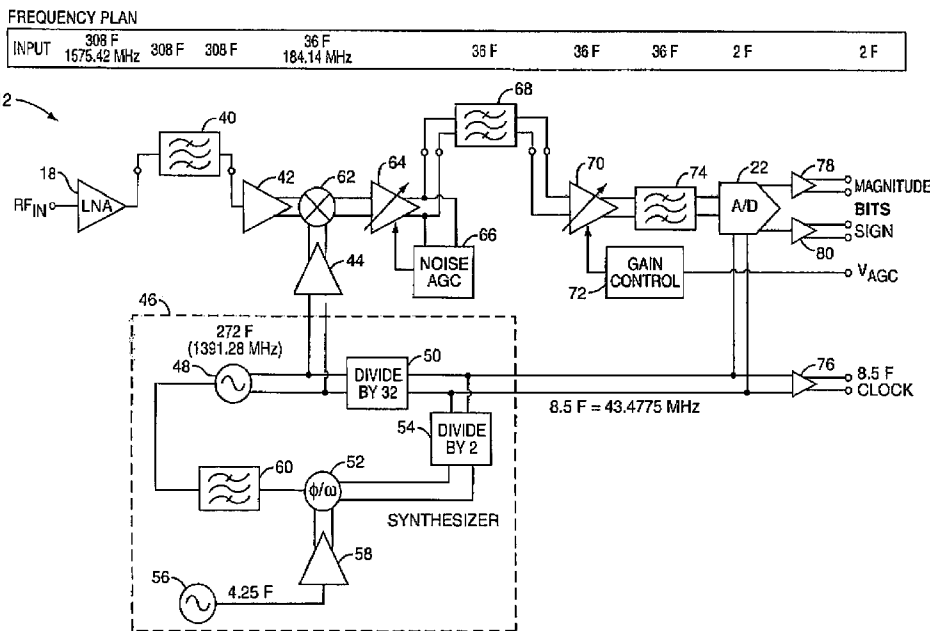 FREQUENCY PLAN
INPUT 308 F 308 F 308 F 36 F 36 F 36 F 36 F 2 F 2 F
1575.42 MHz 184.14 MHz
2
40
68
18
42
62
64
70
74
22
78
RF IN
LNA
A/D
MAGNITUDE
BITS
SIGN
80
66
NOISE
AGC
44
72
GAIN
CONTROL
V AGC
46
272 F
(1391.28 MHz)
48
50
DIVIDE
BY 32
76
8.5 F
CLOCK
8.5 F = 43.4775 MHz
54
DIVIDE
BY 2
60
52
ϕ/ω
SYNTHESIZER
58
56
4.25 F